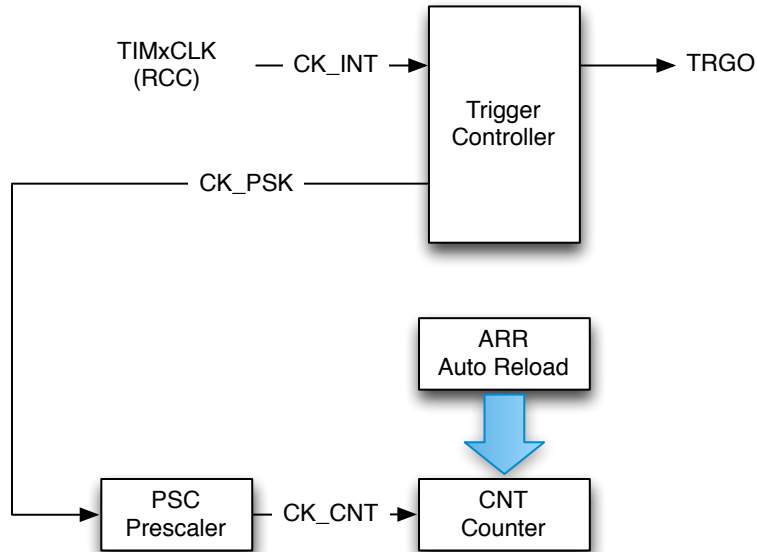 TIMxCLK
(RCC)
CK_INT
TRGO
Trigger
Controller
CK_PSK
ARR
Auto Reload
PSC
Prescaler
CK_CNT
CNT
Counter